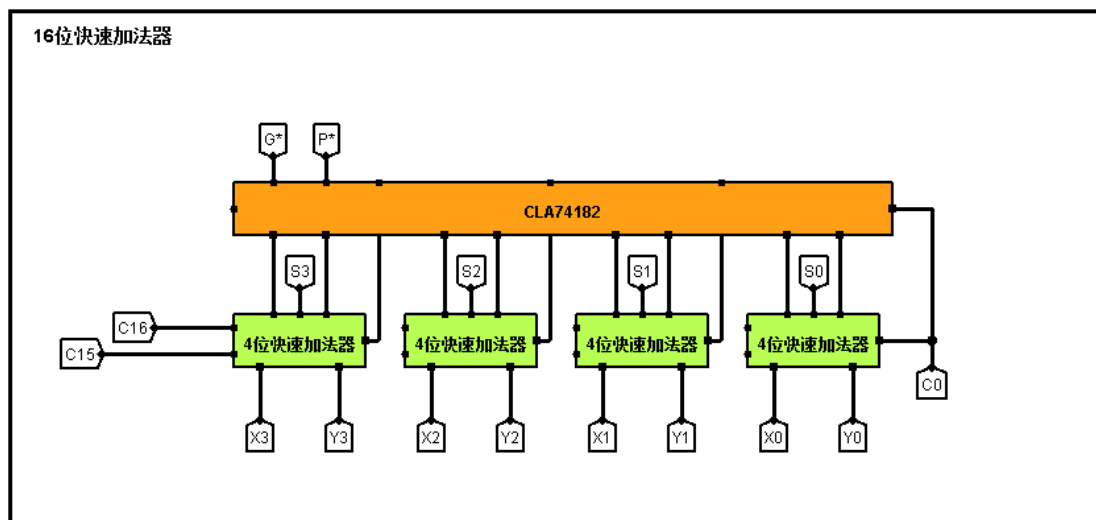 16位快速加法器
G* P*
CLA74182
S3 S2 S1 S0
C16
4位快速加法器 4位快速加法器 4位快速加法器 4位快速加法器
C15
C0
X3 Y3 X2 Y2 X1 Y1 X0 Y0